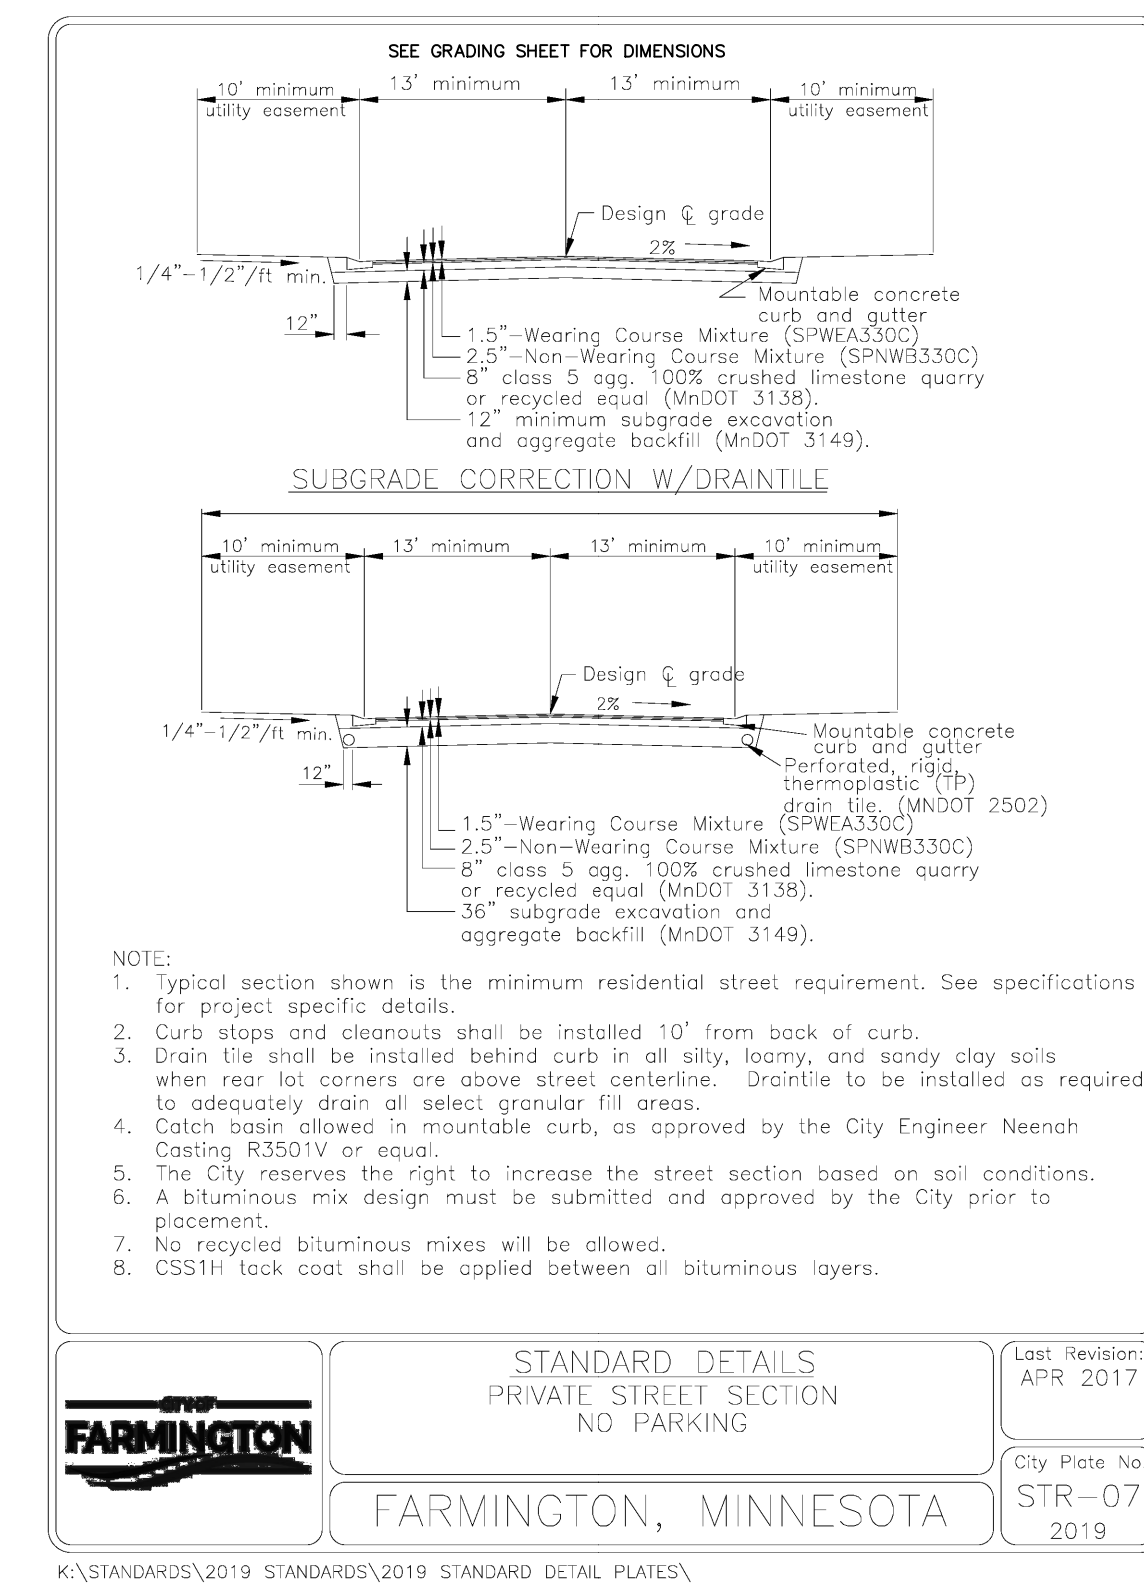 SEE GRADING SHEET FOR DIMENSIONS
10' minimum
utility easement
13' minimum
13' minimum
10' minimum
utility easement
Design ℄ grade
2%
1/4"-1/2"/ft min.
12"
Mountable concrete
curb and gutter
1.5"-Wearing Course Mixture (SPWEA330C)
2.5"-Non-Wearing Course Mixture (SPNWB330C)
8" class 5 agg. 100% crushed limestone quarry
or recycled equal (MnDOT 3138).
12" minimum subgrade excavation
and aggregate backfill (MnDOT 3149).
SUBGRADE CORRECTION W/DRAINTILE
10' minimum
utility easement
13' minimum
13' minimum
10' minimum
utility easement
Design ℄ grade
2%
1/4"-1/2"/ft min.
12"
Mountable concrete
curb and gutter
Perforated, rigid,
thermoplastic (TP)
drain tile. (MNDOT 2502)
1.5"-Wearing Course Mixture (SPWEA330C)
2.5"-Non-Wearing Course Mixture (SPNWB330C)
8" class 5 agg. 100% crushed limestone quarry
or recycled equal (MnDOT 3138).
36" subgrade excavation and
aggregate backfill (MnDOT 3149).
NOTE:
1. Typical section shown is the minimum residential street requirement. See specifications
for project specific details.
2. Curb stops and cleanouts shall be installed 10' from back of curb.
3. Drain tile shall be installed behind curb in all silty, loamy, and sandy clay soils
when rear lot corners are above street centerline. Draintile to be installed as required
to adequately drain all select granular fill areas.
4. Catch basin allowed in mountable curb, as approved by the City Engineer Neenah
Casting R3501V or equal.
5. The City reserves the right to increase the street section based on soil conditions.
6. A bituminous mix design must be submitted and approved by the City prior to
placement.
7. No recycled bituminous mixes will be allowed.
8. CSS1H tack coat shall be applied between all bituminous layers.
CITY OF
FARMINGTON
STANDARD DETAILS
PRIVATE STREET SECTION
NO PARKING
FARMINGTON, MINNESOTA
Last Revision:
APR 2017
City Plate No.
STR-07
2019
K:\STANDARDS\2019 STANDARDS\2019 STANDARD DETAIL PLATES\